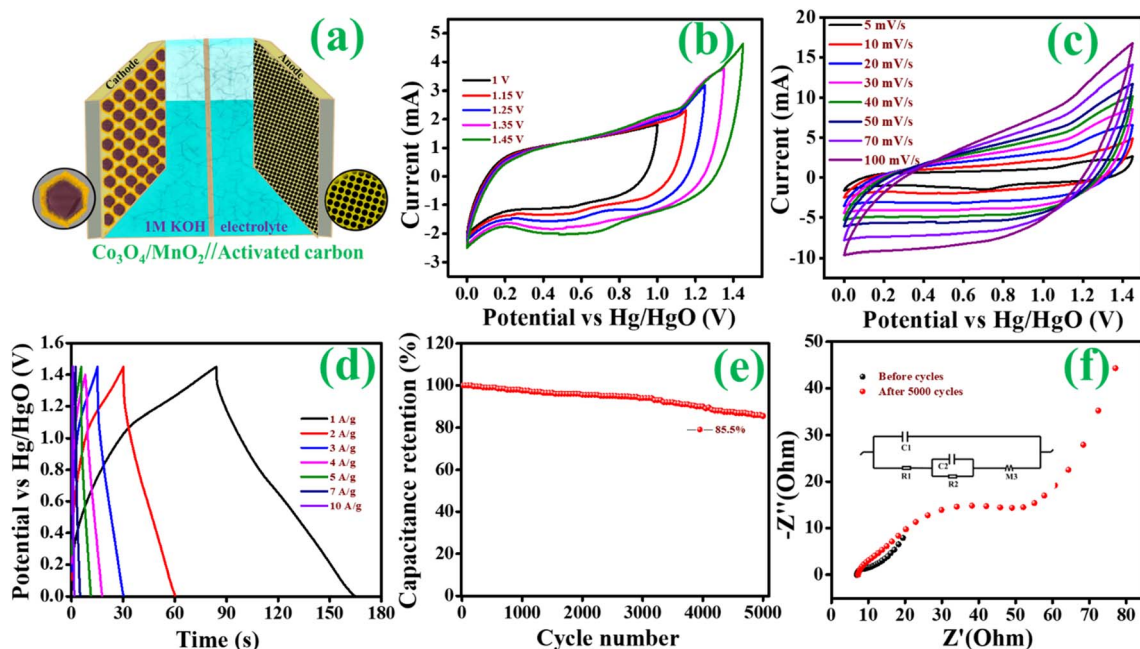 (a)
Cathode
Anode
1M KOH electrolyte
Co₃O₄/MnO₂//Activated carbon
(b)
Current (mA)
5
4
3
2
1
0
-1
-2
-3
1 V
1.15 V
1.25 V
1.35 V
1.45 V
0.0 0.2 0.4 0.6 0.8 1.0 1.2 1.4
Potential vs Hg/HgO (V)
(c)
Current (mA)
20
15
10
5
0
-5
-10
5 mV/s
10 mV/s
20 mV/s
30 mV/s
40 mV/s
50 mV/s
70 mV/s
100 mV/s
0.0 0.2 0.4 0.6 0.8 1.0 1.2 1.4
Potential vs Hg/HgO (V)
(d)
Potential vs Hg/HgO (V)
1.6
1.4
1.2
1.0
0.8
0.6
0.4
0.2
0.0
1 A/g
2 A/g
3 A/g
4 A/g
5 A/g
7 A/g
10 A/g
0 30 60 90 120 150 180
Time (s)
(e)
Capacitance retention (%)
120
100
80
60
40
20
0
85.5%
0 1000 2000 3000 4000 5000
Cycle number
(f)
-Z''(Ohm)
50
40
30
20
10
0
Before cycles
After 5000 cycles
C1
C2
R1
R2
M3
0 10 20 30 40 50 60 70 80
Z'(Ohm)